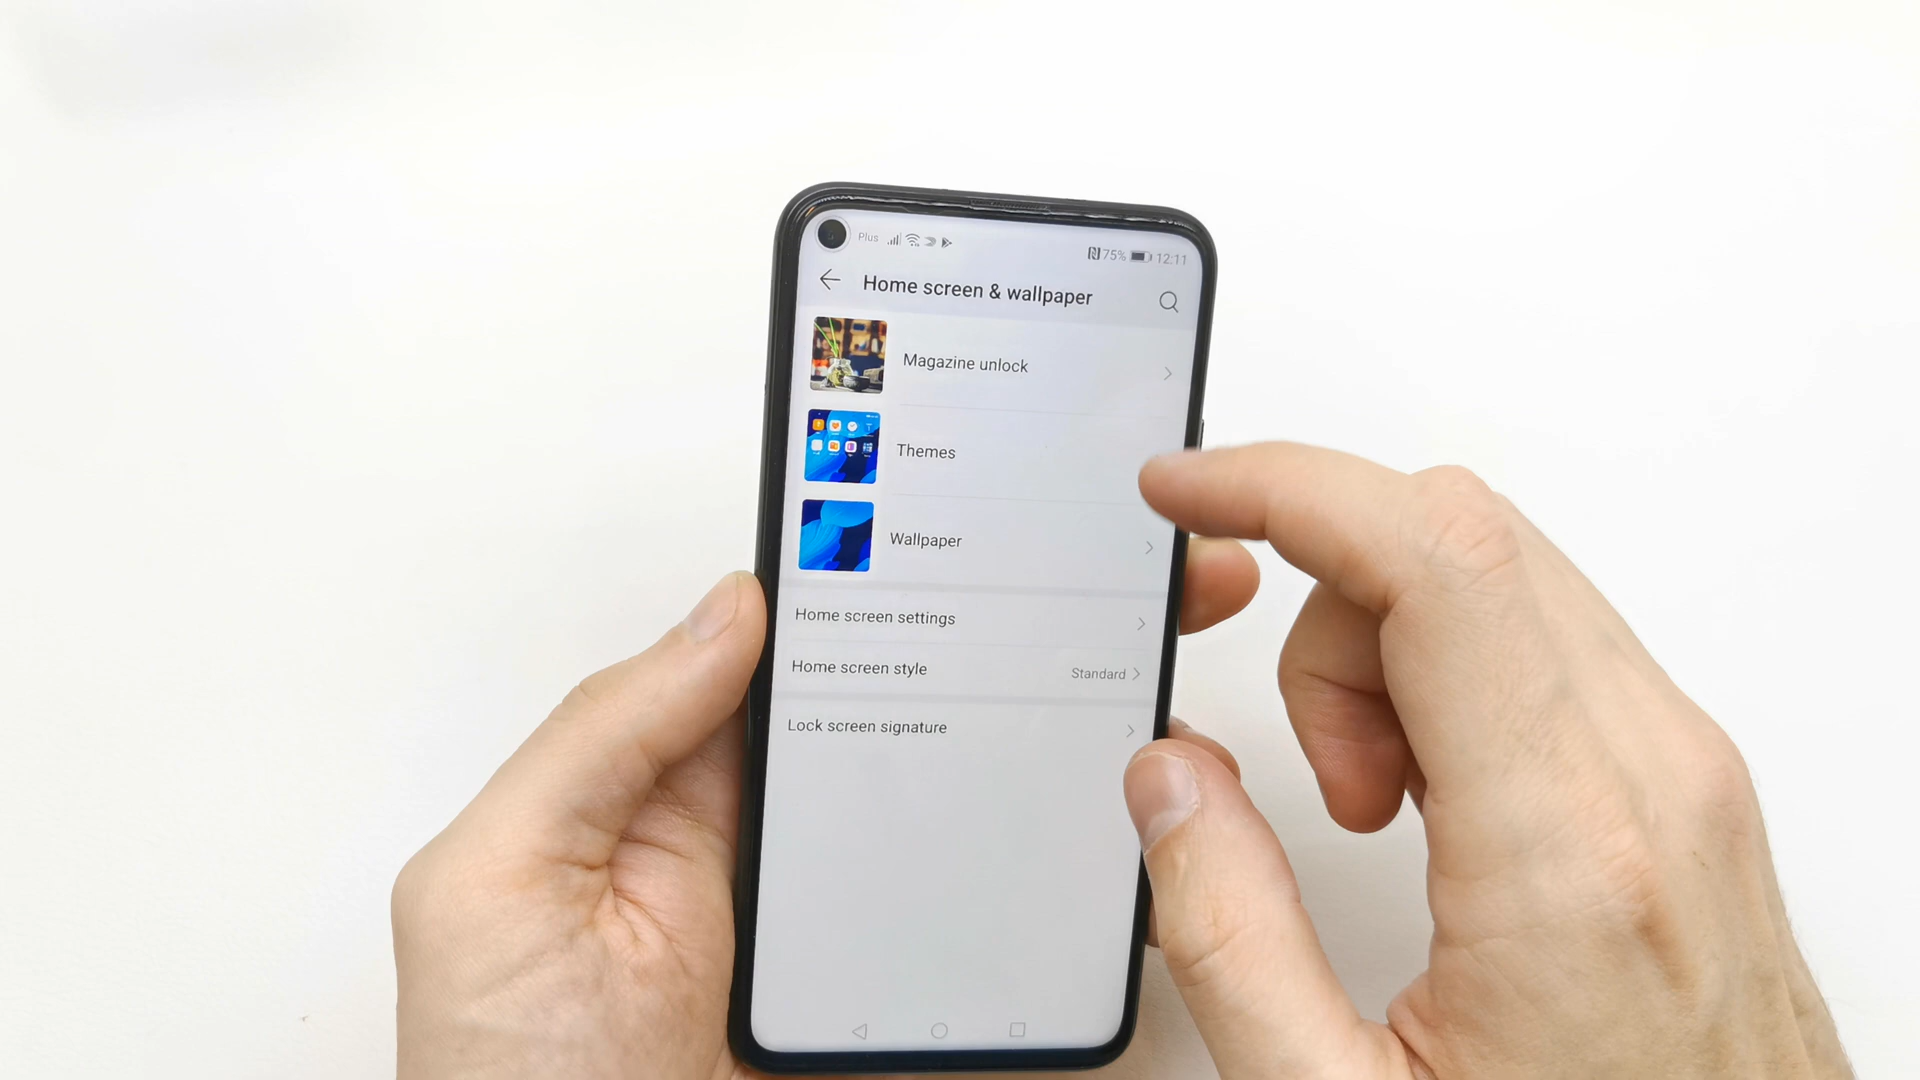 Plus
75% 12:11
Home screen & wallpaper
Magazine unlock
Themes
Wallpaper
Home screen settings
Home screen style Standard
Lock screen signature